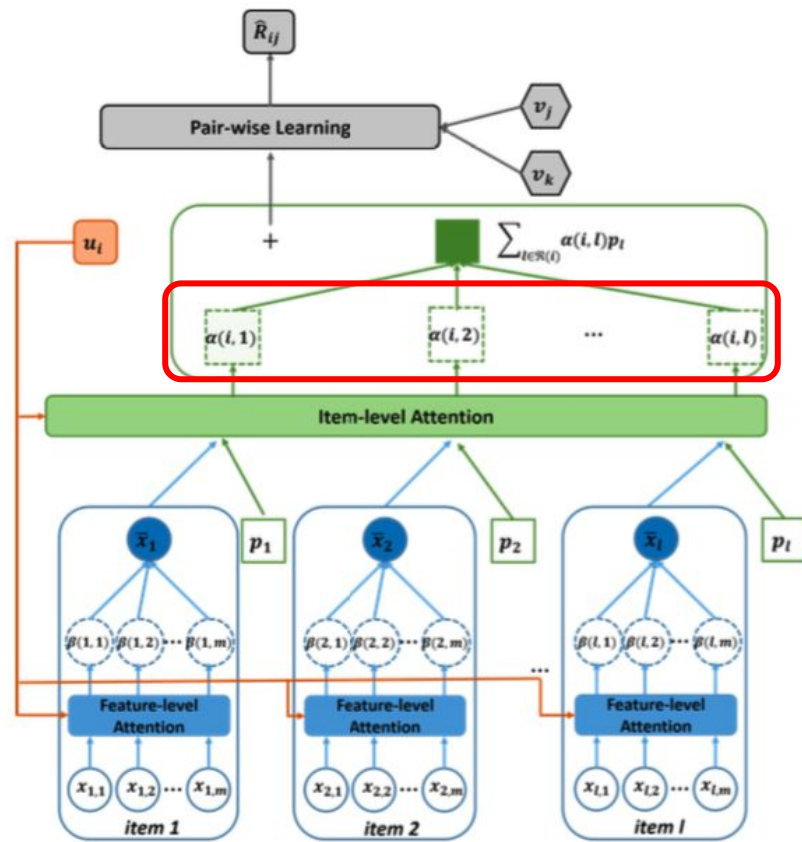 R̂ᵢⱼ
Pair-wise Learning
vⱼ
vₖ
uᵢ
+
∑_{l∈ℜ(i)} α(i, l)pₗ
α(i, 1) α(i, 2) ... α(i, l)
Item-level Attention
x̄₁ p₁ x̄₂ p₂ x̄ₗ pₗ
β(1, 1) β(1, 2) ... β(1, m) β(2, 1) β(2, 2) ... β(2, m) β(l, 1) β(l, 2) ... β(l, m)
...
Feature-level Attention
Feature-level Attention
Feature-level Attention
x₁,₁ x₁,₂ ... x₁,ₘ x₂,₁ x₂,₂ ... x₂,ₘ xₗ,₁ xₗ,₂ ... xₗ,ₘ
item 1 item 2 item l